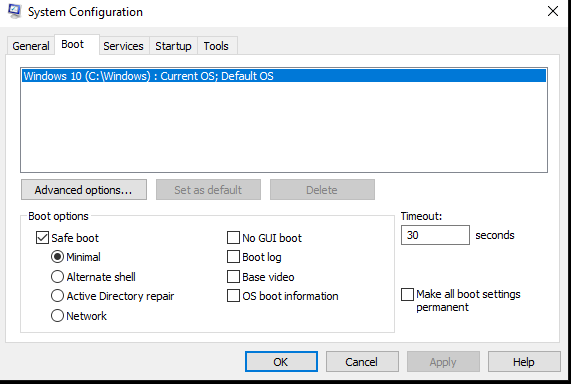 System Configuration
General Boot Services Startup Tools
Windows 10 (C:\Windows) : Current OS; Default OS
Advanced options... Set as default Delete
Boot options Timeout:
Safe boot No GUI boot 30 seconds
Minimal Boot log
Alternate shell Base video
Active Directory repair OS boot information Make all boot settings
permanent
Network
OK Cancel Apply Help